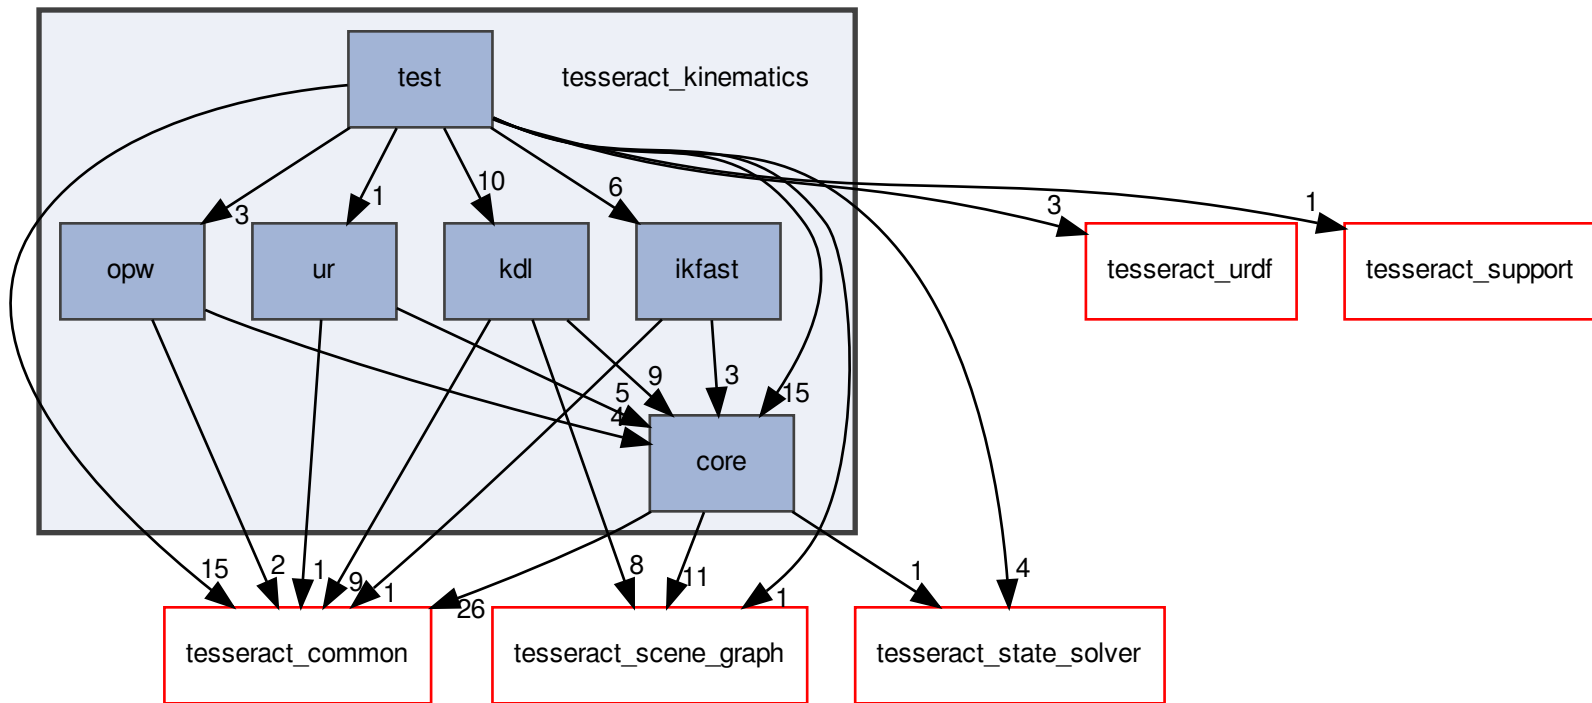 test
tesseract_kinematics
3
1
10
6
3
1
opw
ur
kdl
ikfast
tesseract_urdf
tesseract_support
5
4
9
3
15
core
15
2
1
9
1
26
8
11
1
1
4
tesseract_common
tesseract_scene_graph
tesseract_state_solver